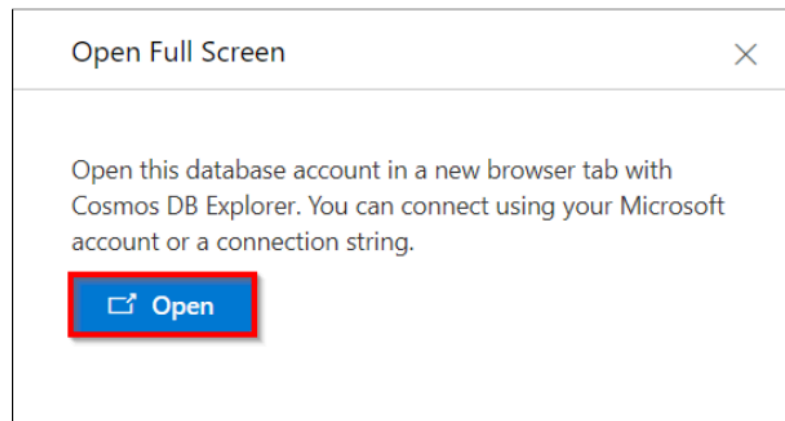 Open Full Screen
Open this database account in a new browser tab with
Cosmos DB Explorer. You can connect using your Microsoft
account or a connection string.
Open